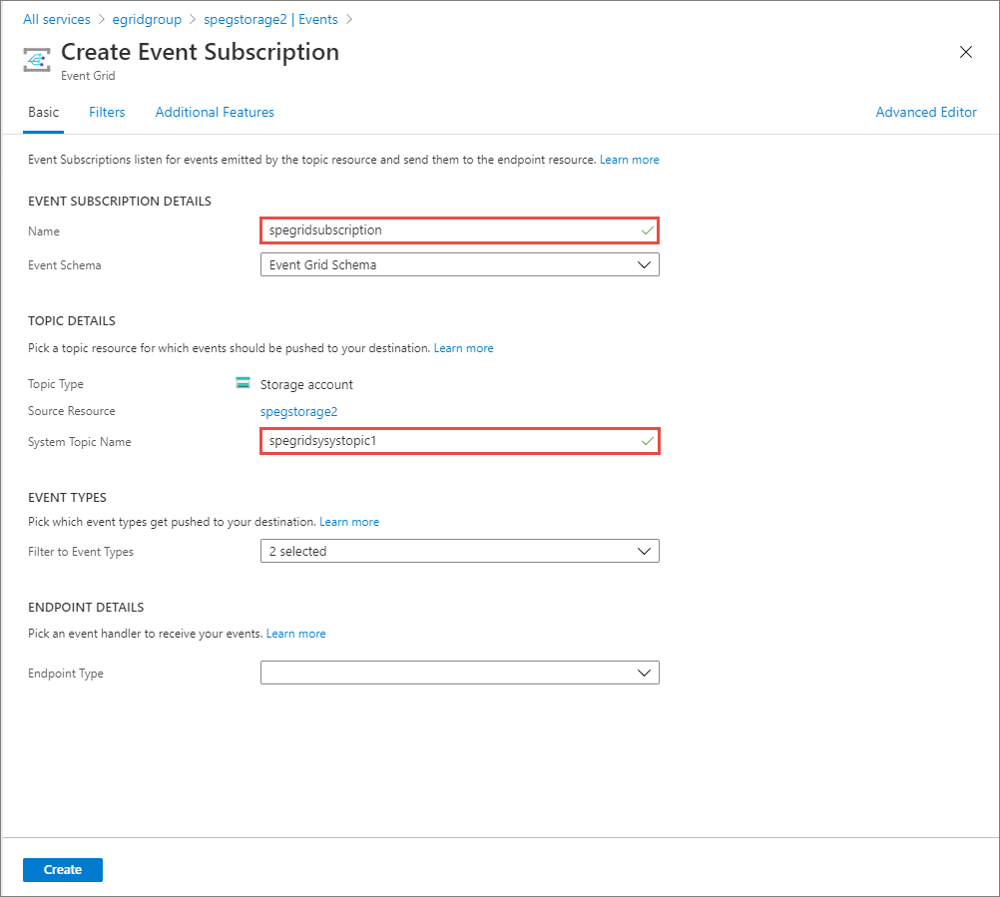 All services > egridgroup > spegstorage2 | Events >
Create Event Subscription
Event Grid
Basic Filters Additional Features Advanced Editor
Event Subscriptions listen for events emitted by the topic resource and send them to the endpoint resource. Learn more
EVENT SUBSCRIPTION DETAILS
Name spegridsubscription
Event Schema Event Grid Schema
TOPIC DETAILS
Pick a topic resource for which events should be pushed to your destination. Learn more
Topic Type Storage account
Source Resource spegstorage2
System Topic Name spegridsysystopic1
EVENT TYPES
Pick which event types get pushed to your destination. Learn more
Filter to Event Types 2 selected
ENDPOINT DETAILS
Pick an event handler to receive your events. Learn more
Endpoint Type
Create